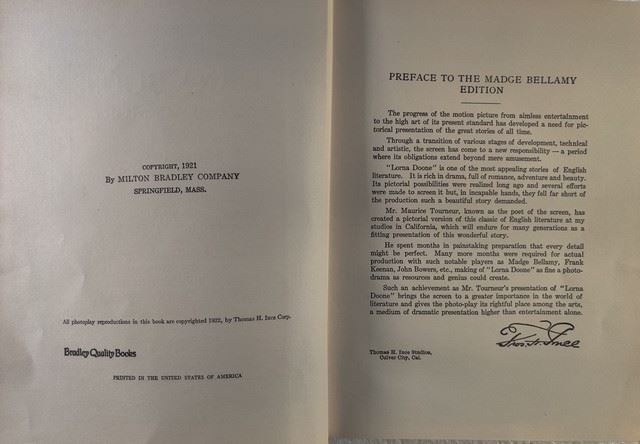 COPYRIGHT, 1921
By MILTON BRADLEY COMPANY
SPRINGFIELD, MASS.
All photoplay reproductions in this book are copyrighted 1922, by Thomas H. Ince Corp.
Bradley Quality Books
PRINTED IN THE UNITED STATES OF AMERICA
PREFACE TO THE MADGE BELLAMY
EDITION
The progress of the motion picture from aimless entertainment
to the high art of its present standard has developed a need for pic-
torical presentation of the great stories of all time.
Through a transition of various stages of development, technical
and artistic, the screen has come to a new responsibility — a period
where its obligations extend beyond mere amusement.
"Lorna Doone" is one of the most appealing stories of English
literature. It is rich in drama, full of romance, adventure and beauty.
Its pictorial possibilities were realized long ago and several efforts
were made to screen it but, in incapable hands, they fell far short of
the production such a beautiful story demanded.
Mr. Maurice Tourneur, known as the poet of the screen, has
created a pictorial version of this classic of English literature at my
studios in California, which will endure for many generations as a
fitting presentation of this wonderful story.
He spent months in painstaking preparation that every detail
might be perfect. Many more months were required for actual
production with such notable players as Madge Bellamy, Frank
Keenan, John Bowers, etc., making of "Lorna Doone" as fine a photo-
drama as resources and genius could create.
Such an achievement as Mr. Tourneur's presentation of "Lorna
Doone" brings the screen to a greater importance in the world of
literature and gives the photo-play its rightful place among the arts,
a medium of dramatic presentation higher than entertainment alone.
Thos. H. Ince
Thomas H. Ince Studios,
Culver City, Cal.